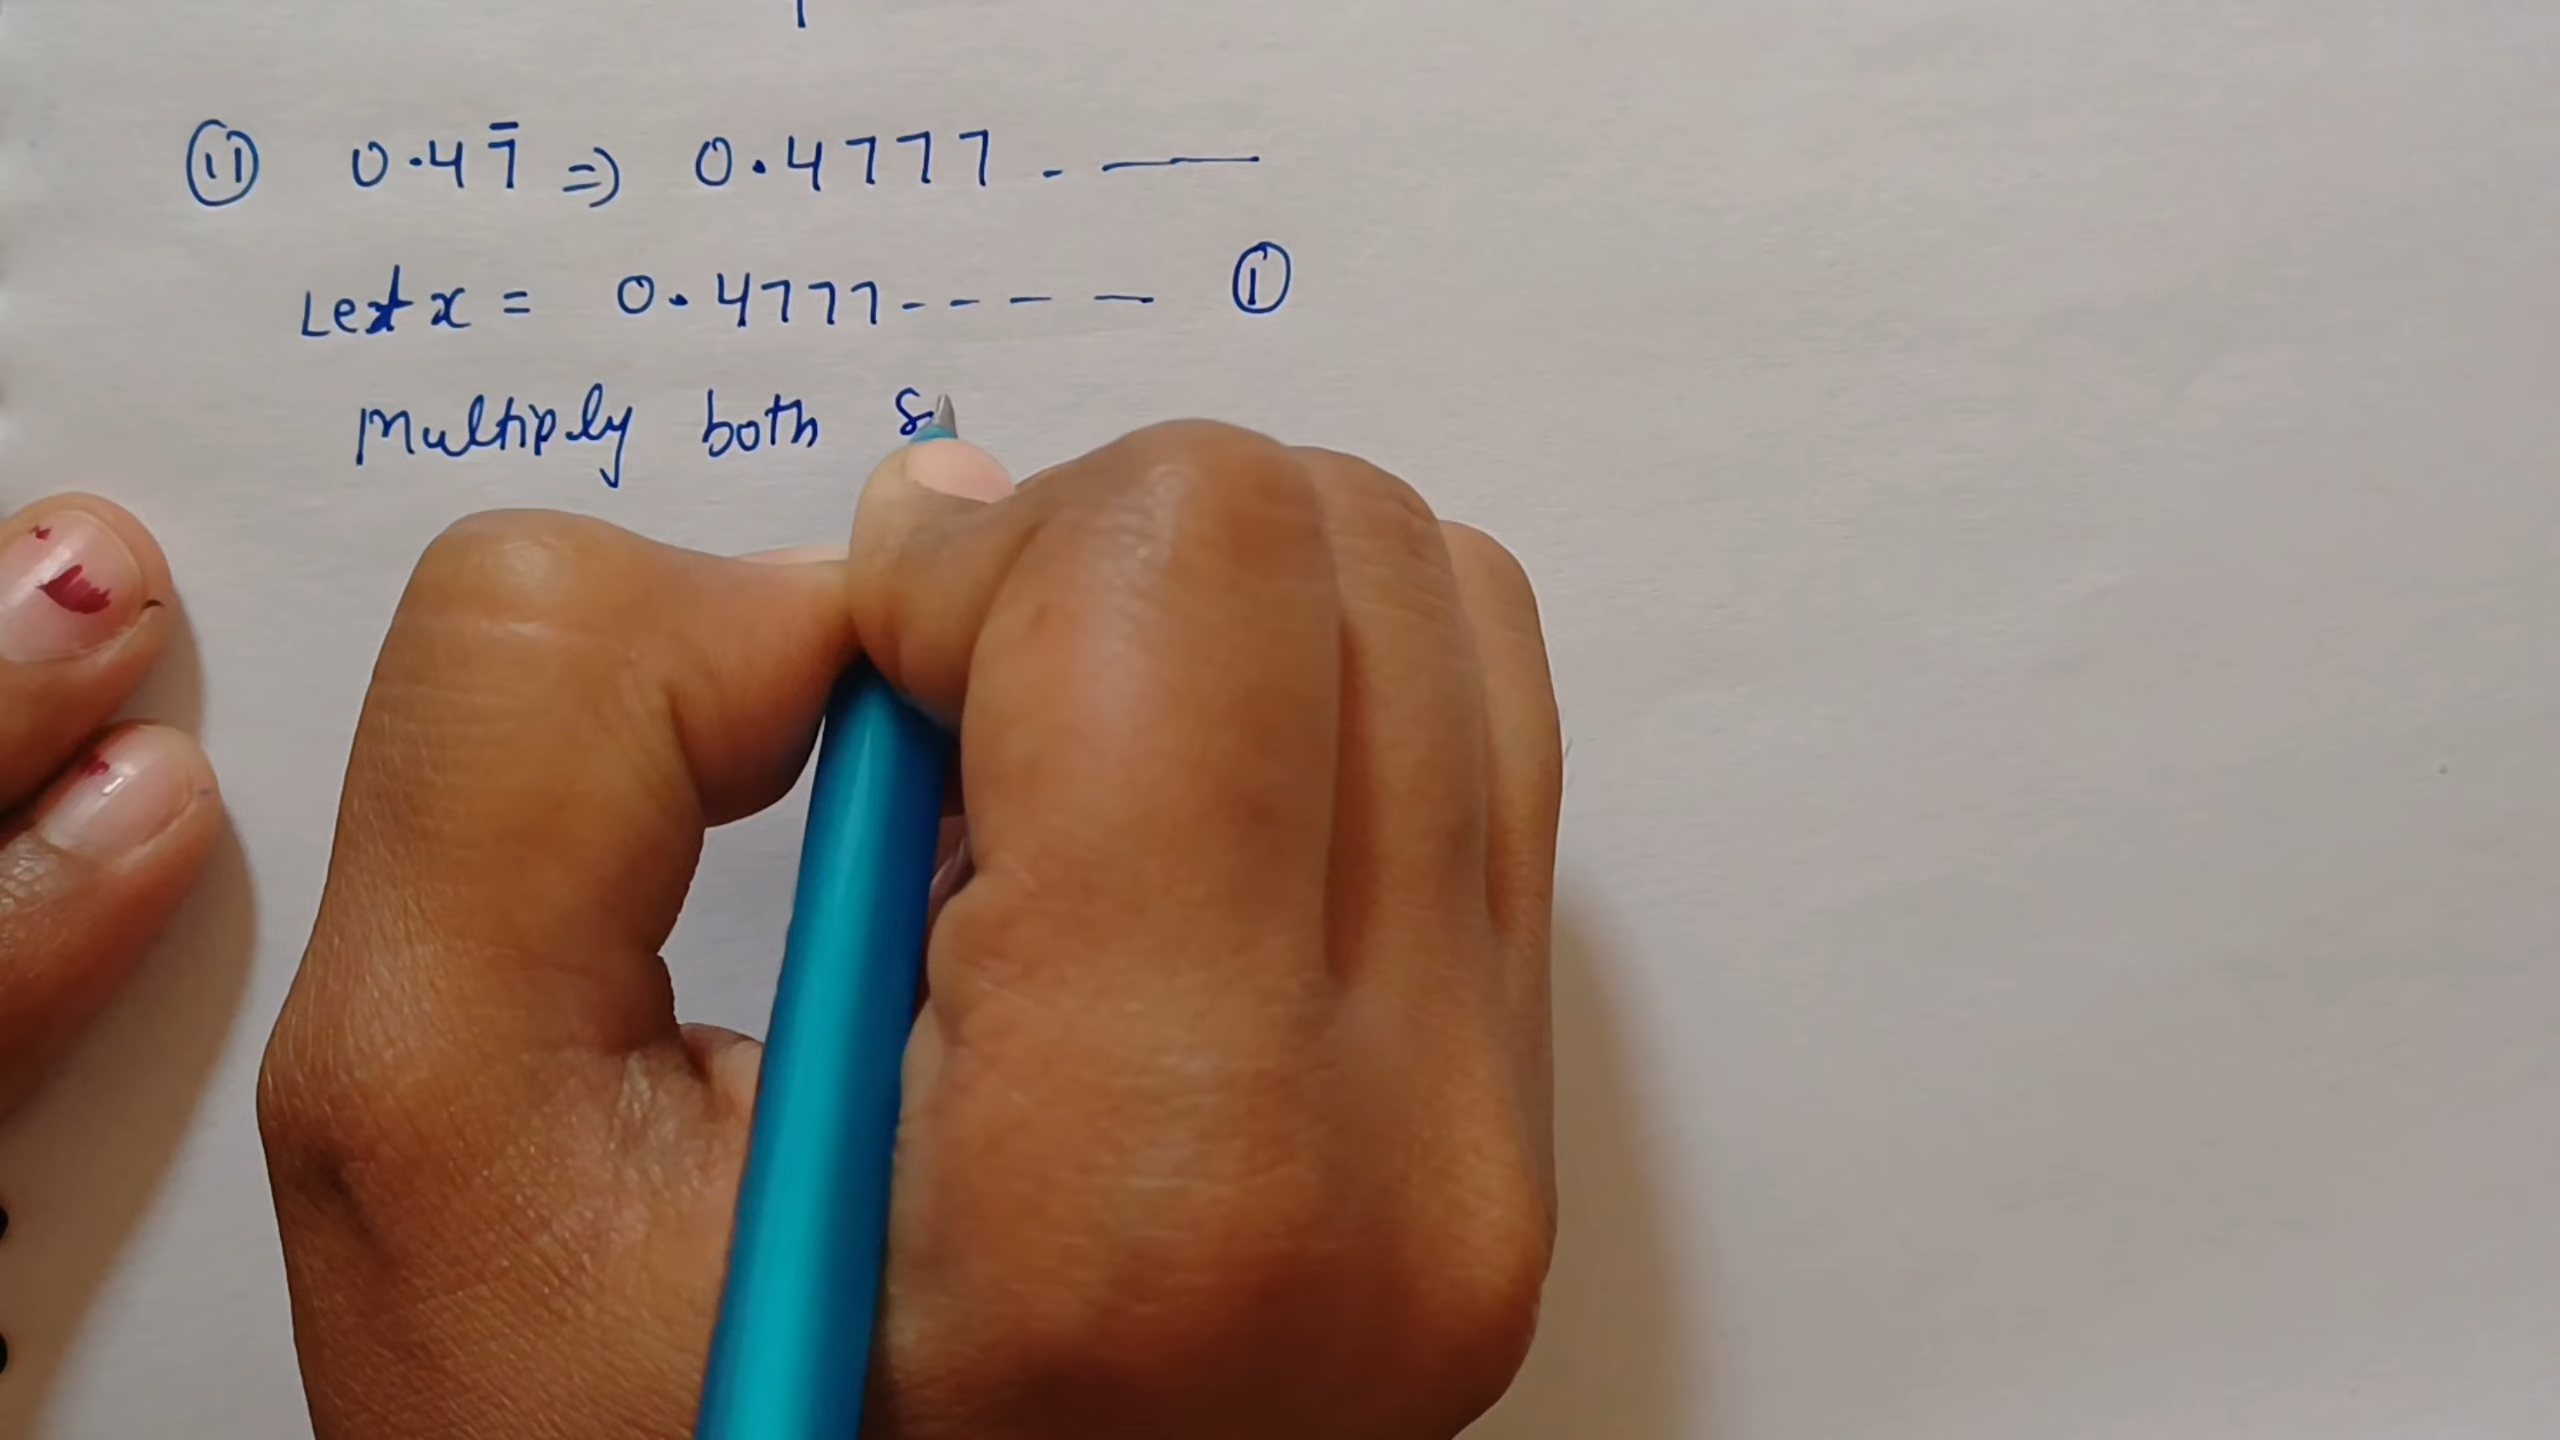 (ii) 0.47̄ ⇒ 0.4777 . ——
Let x = 0.4777 - - - — ①
Multiply both s